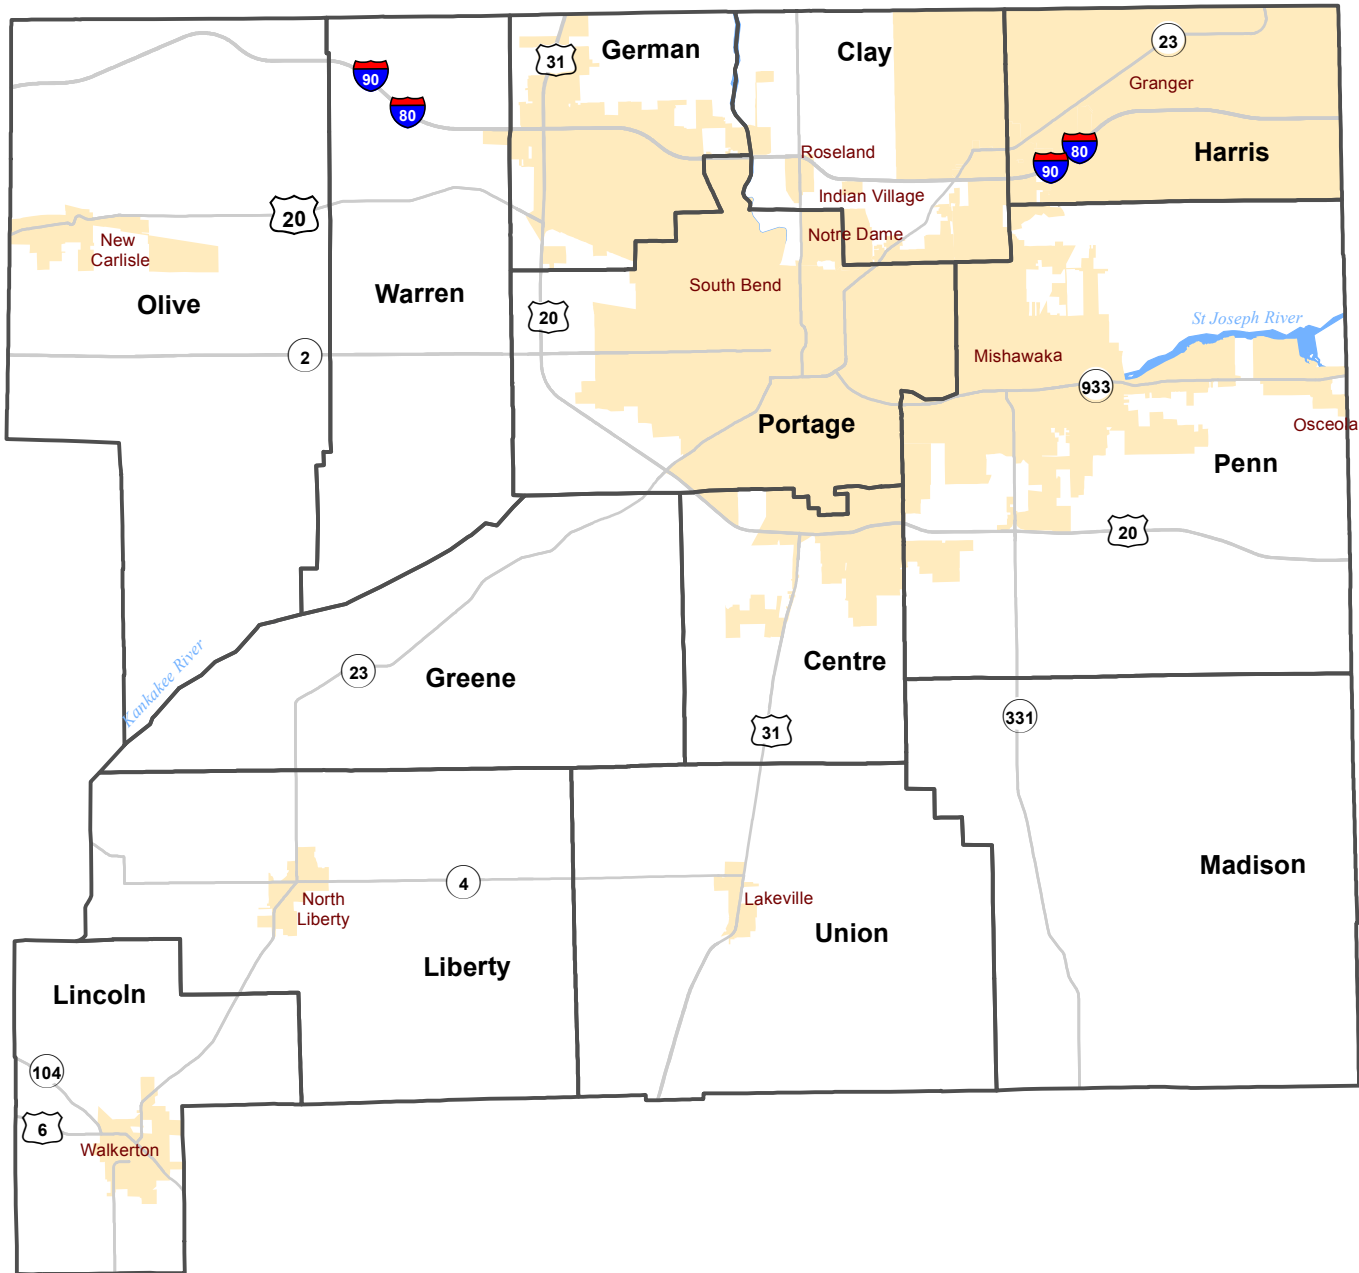 German
Clay
31
23
90
80
Granger
80
90
Harris
Roseland
Indian Village
20
Notre Dame
New
Carlisle
South Bend
Olive
Warren
20
St Joseph River
2
Mishawaka
933
Portage
Osceola
Penn
20
Kankakee River
23
Greene
Centre
331
31
4
North
Liberty
Lakeville
Madison
Union
Liberty
Lincoln
104
6
Walkerton